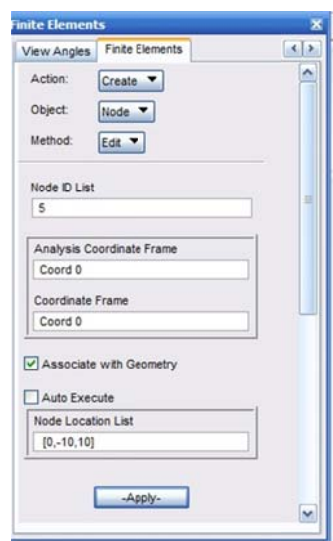 Finite Elements
View Angles Finite Elements
Action: Create
Object: Node
Method: Edit
Node ID List
5
Analysis Coordinate Frame
Coord 0
Coordinate Frame
Coord 0
Associate with Geometry
Auto Execute
Node Location List
[0,-10,10]
-Apply-